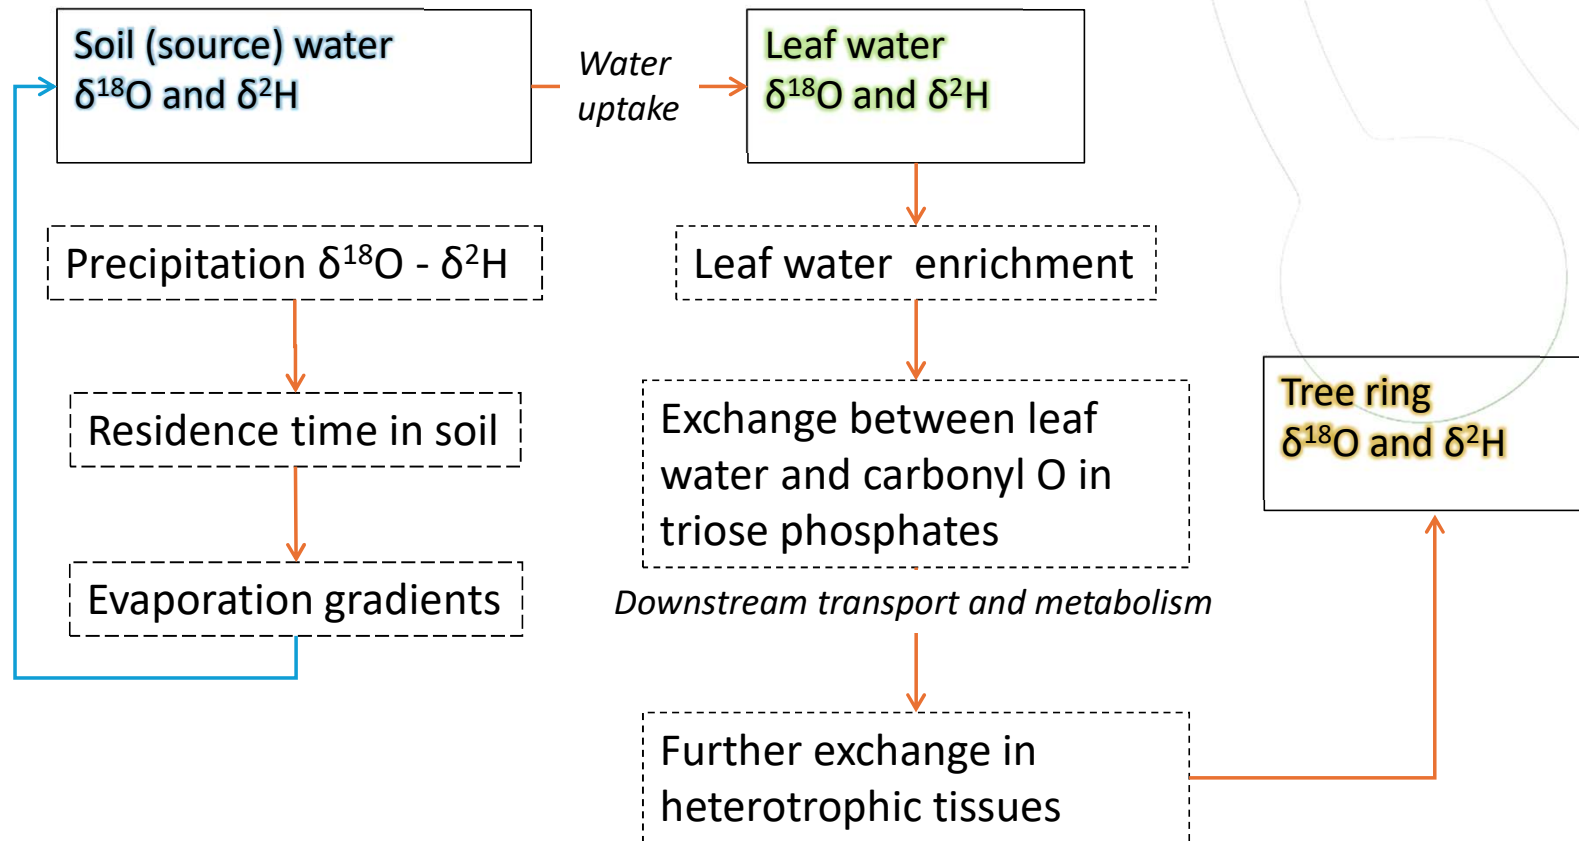 Soil (source) water
δ¹⁸O and δ²H
Water
uptake
Leaf water
δ¹⁸O and δ²H
Precipitation δ¹⁸O - δ²H
Residence time in soil
Evaporation gradients
Leaf water  enrichment
Exchange between leaf
water and carbonyl O in
triose phosphates
Downstream transport and metabolism
Further exchange in
heterotrophic tissues
Tree ring
δ¹⁸O and δ²H